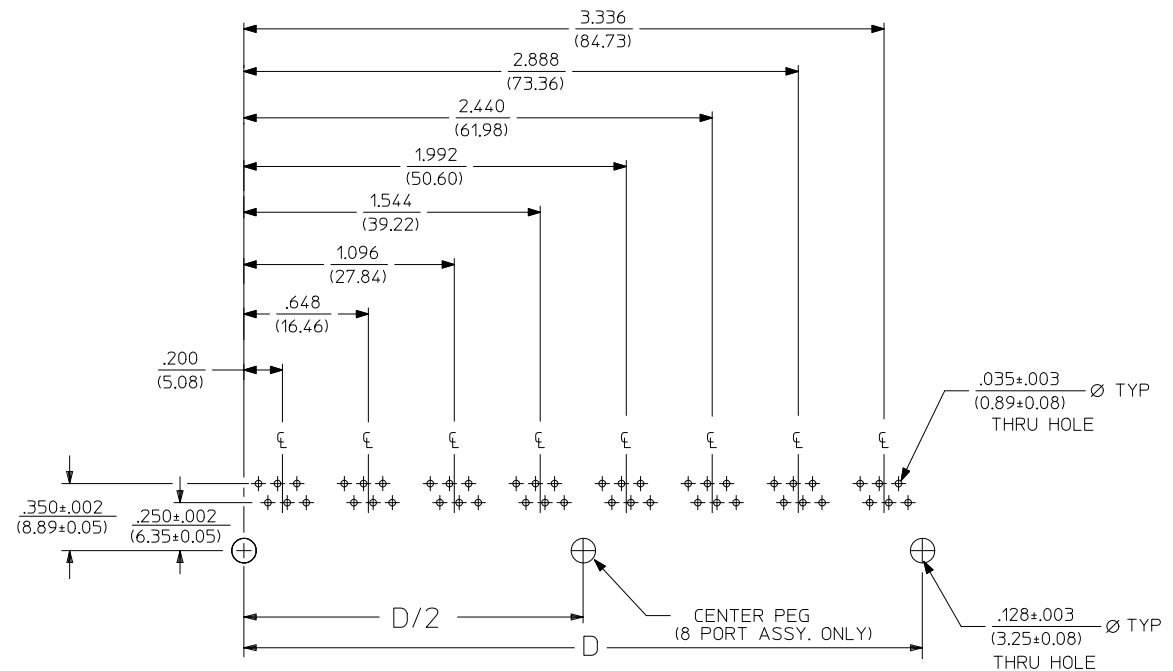 3.336
(84.73)
2.888
(73.36)
2.440
(61.98)
1.992
(50.60)
1.544
(39.22)
1.096
(27.84)
.648
(16.46)
.200
(5.08)
.035±.003
(0.89±0.08)
Ø TYP
THRU HOLE
℄ ℄ ℄ ℄ ℄ ℄ ℄ ℄
.350±.002
(8.89±0.05)
.250±.002
(6.35±0.05)
D/2
D
CENTER PEG
(8 PORT ASSY. ONLY)
.128±.003
(3.25±0.08)
Ø TYP
THRU HOLE